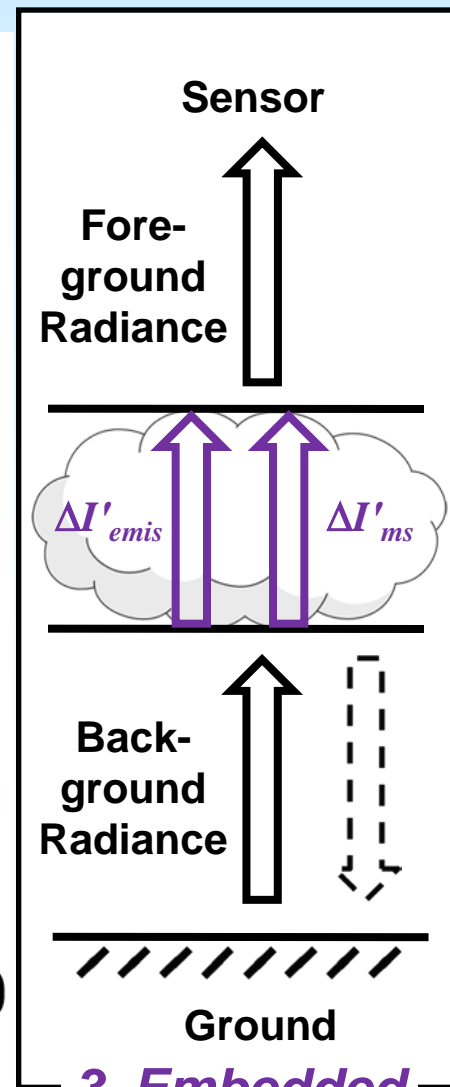 Sensor
Fore-
ground
Radiance
ΔI'emis
ΔI'ms
Back-
ground
Radiance
)
Ground
3. Embedded